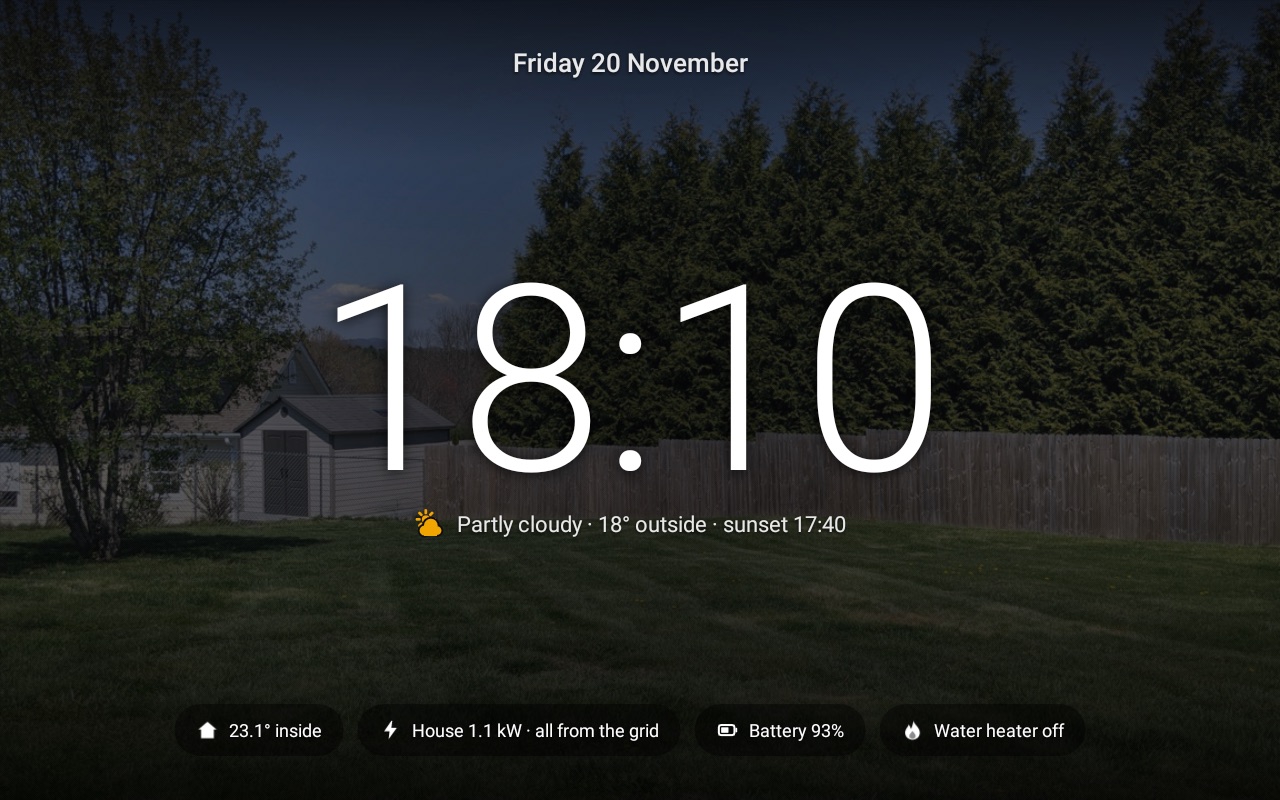 Friday 20 November
18:10
Partly cloudy · 18° outside · sunset 17:40
23.1° inside
House 1.1 kW · all from the grid
Battery 93%
Water heater off